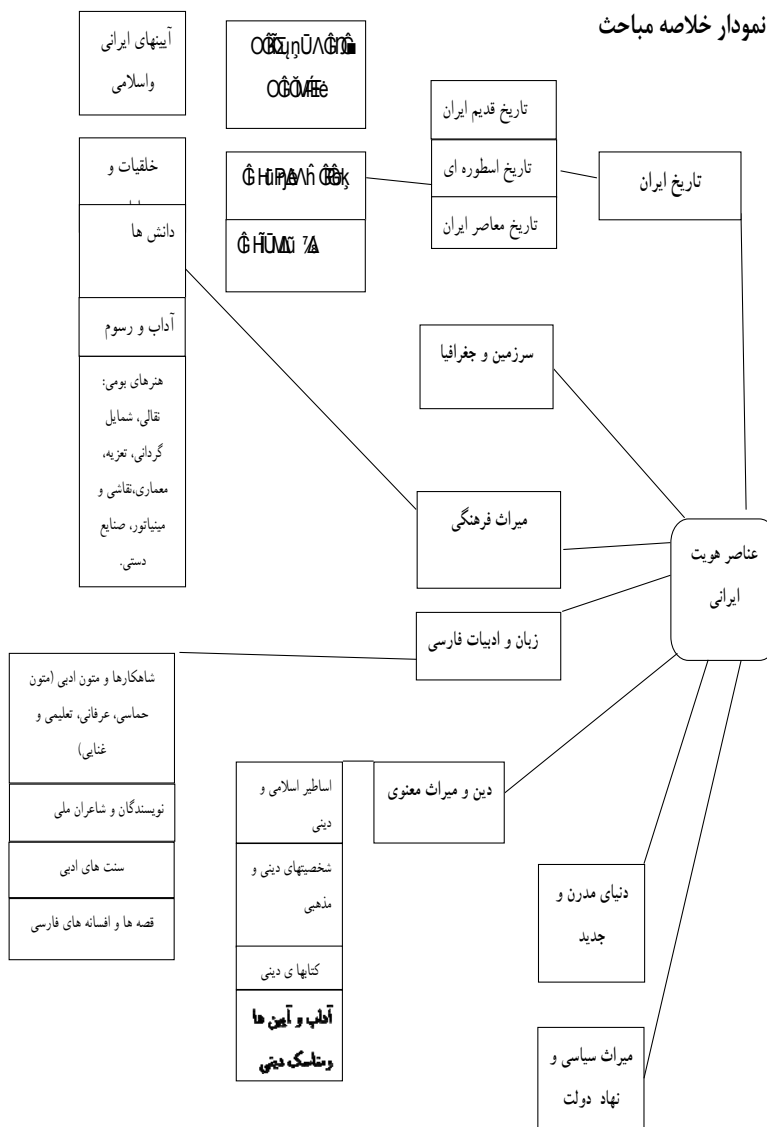 نمودار خلاصه مباحث
تاریخ ایران
تاریخ قدیم ایران
تاریخ اسطوره ای
تاریخ معاصر ایران
آیینهای ایرانی
واسلامی
خلقیات و
دانش ها
آداب و رسوم
هنرهای بومی:
نقالی، شمایل
گردانی، تعزیه،
معماری،نقاشی و
مینیاتور، صنایع
دستی.
سرزمین و جغرافیا
میراث فرهنگی
عناصر هویت
ایرانی
زبان و ادبیات فارسی
شاهکارها و متون ادبی (متون
حماسی، عرفانی، تعلیمی و
غنایی)
نویسندگان و شاعران ملی
سنت های ادبی
قصه ها و افسانه های فارسی
دین و میراث معنوی
اساطیر اسلامی و
دینی
شخصیتهای دینی و
مذهبی
کتابها ی دینی
آداب و آیین ها
ومناسک دینی
دنیای مدرن و
جدید
میراث سیاسی و
نهاد دولت